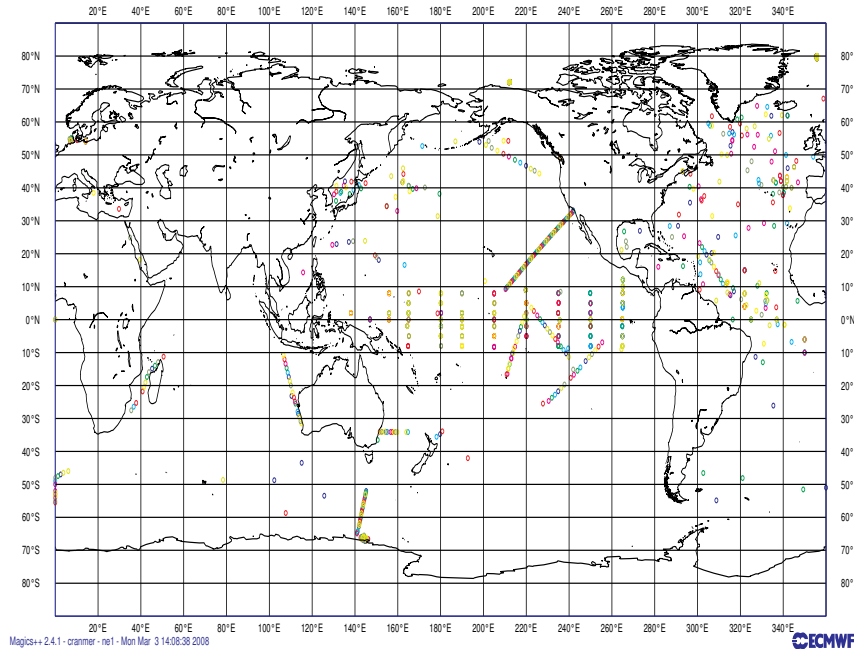 20°E 40°E 60°E 80°E 100°E 120°E 140°E 160°E 180°E 200°E 220°E 240°E 260°E 280°E 300°E 320°E 340°E
80°N 80°
70°N 70°
60°N 60°
50°N 50°
40°N 40°
30°N 30°
20°N 20°
10°N 10°
0°N 0°N
10°S 10°
20°S 20°
30°S 30°
40°S 40°
50°S 50°
60°S 60°
70°S 70°
80°S 80°
20°E 40°E 60°E 80°E 100°E 120°E 140°E 160°E 180°E 200°E 220°E 240°E 260°E 280°E 300°E 320°E 340°E
Magics++ 2.4.1 - cranmer - ne1 - Mon Mar 3 14:08:38 2008
ECMWF